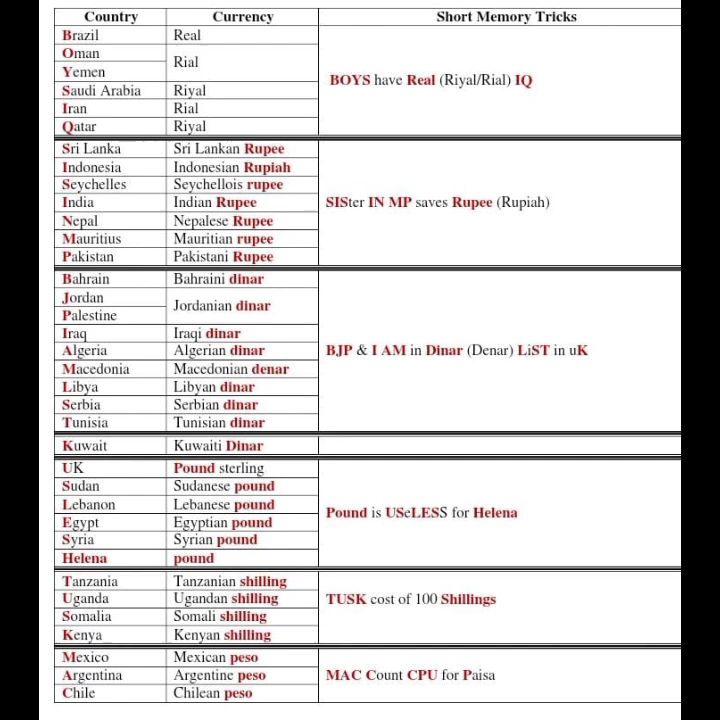 Country Currency Short Memory Tricks
Brazil Real
Oman Rial
Yemen
Saudi Arabia Riyal
Iran Rial
Qatar Riyal
BOYS have Real (Riyal/Rial) IQ
Sri Lanka Sri Lankan Rupee
Indonesia Indonesian Rupiah
Seychelles Seychellois rupee
India Indian Rupee
Nepal Nepalese Rupee
Mauritius Mauritian rupee
Pakistan Pakistani Rupee
SISter IN MP saves Rupee (Rupiah)
Bahrain Bahraini dinar
Jordan Jordanian dinar
Palestine
Iraq Iraqi dinar
Algeria Algerian dinar
Macedonia Macedonian denar
Libya Libyan dinar
Serbia Serbian dinar
Tunisia Tunisian dinar
BJP & I AM in Dinar (Denar) LiST in uK
Kuwait Kuwaiti Dinar
UK Pound sterling
Sudan Sudanese pound
Lebanon Lebanese pound
Egypt Egyptian pound
Syria Syrian pound
Helena pound
Pound is USeLESS for Helena
Tanzania Tanzanian shilling
Uganda Ugandan shilling
Somalia Somali shilling
Kenya Kenyan shilling
TUSK cost of 100 Shillings
Mexico Mexican peso
Argentina Argentine peso
Chile Chilean peso
MAC Count CPU for Paisa